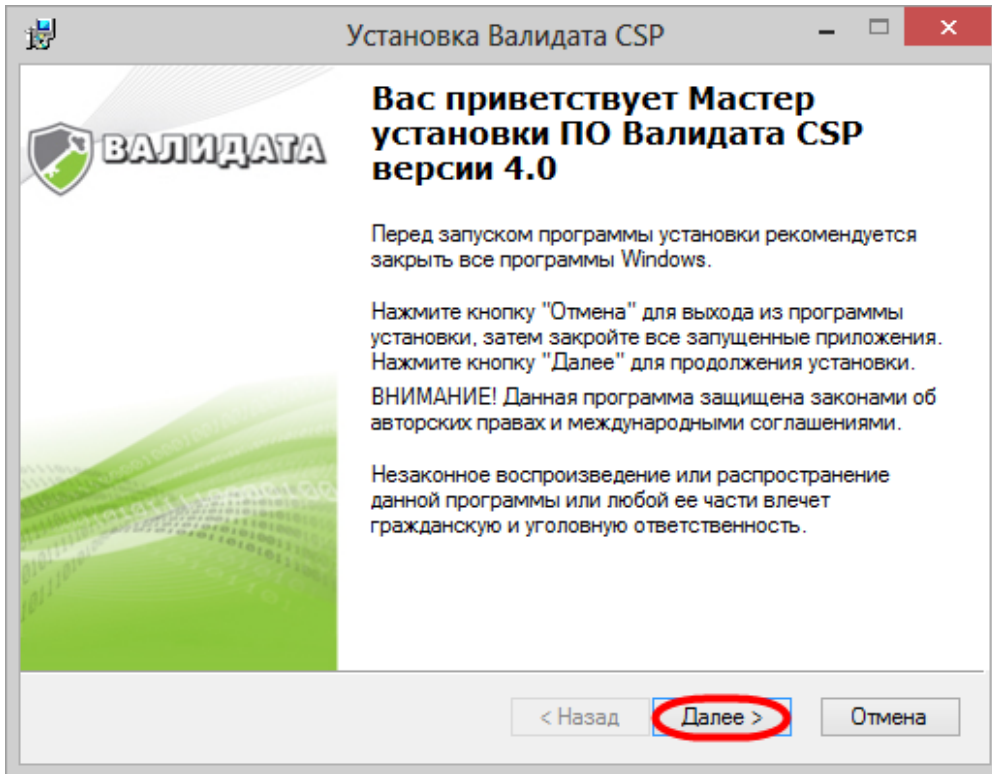 Установка Валидата CSP
ВАЛИДАТА
Вас приветствует Мастер
установки ПО Валидата CSP
версии 4.0
Перед запуском программы установки рекомендуется
закрыть все программы Windows.
Нажмите кнопку "Отмена" для выхода из программы
установки, затем закройте все запущенные приложения.
Нажмите кнопку "Далее" для продолжения установки.
ВНИМАНИЕ! Данная программа защищена законами об
авторских правах и международными соглашениями.
Незаконное воспроизведение или распространение
данной программы или любой ее части влечет
гражданскую и уголовную ответственность.
< Назад
Далее >
Отмена